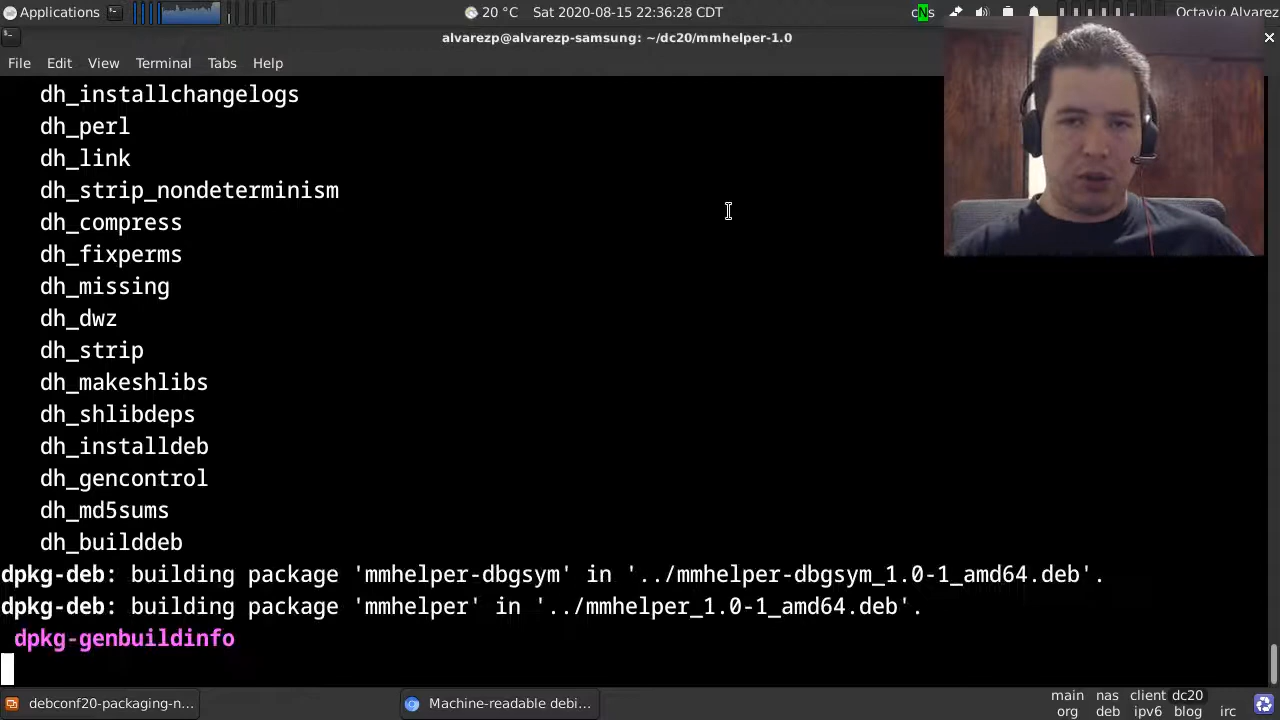 Applications
20 °C Sat 2020-08-15 22:36:28 CDT
Octavio Alvarez
alvarezp@alvarezp-samsung: ~/dc20/mmhelper-1.0
File Edit View Terminal Tabs Help
dh_installchangelogs
dh_perl
dh_link
dh_strip_nondeterminism
dh_compress
dh_fixperms
dh_missing
dh_dwz
dh_strip
dh_makeshlibs
dh_shlibdeps
dh_installdeb
dh_gencontrol
dh_md5sums
dh_builddeb
dpkg-deb: building package 'mmhelper-dbgsym' in '../mmhelper-dbgsym_1.0-1_amd64.deb'.
dpkg-deb: building package 'mmhelper' in '../mmhelper_1.0-1_amd64.deb'.
dpkg-genbuildinfo
debconf20-packaging-n...
Machine-readable debi...
main nas client dc20
org deb ipv6 blog irc